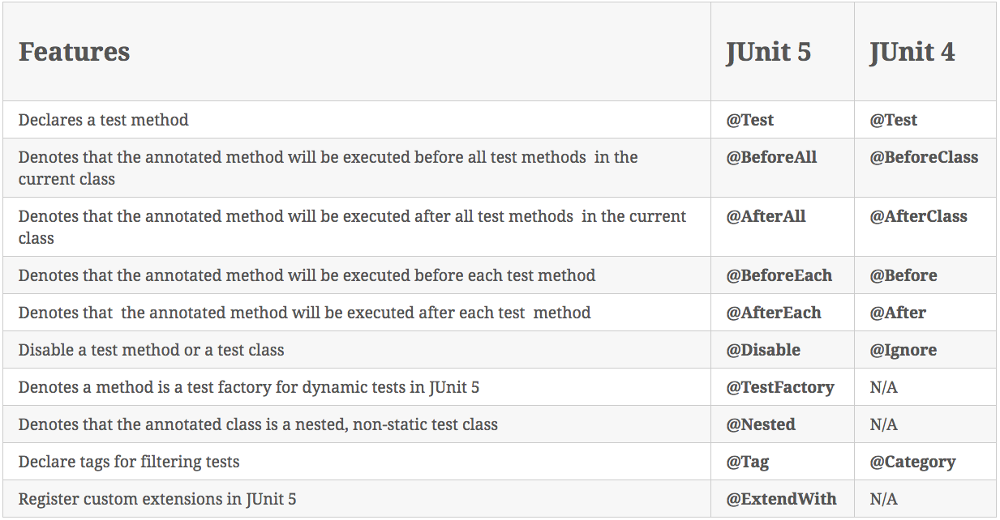 Features JUnit 5 JUnit 4
Declares a test method @Test @Test
Denotes that the annotated method will be executed before all test methods in the @BeforeAll @BeforeClass
current class
Denotes that the annotated method will be executed after all test methods in the current @AfterAll @AfterClass
class
Denotes that the annotated method will be executed before each test method @BeforeEach @Before
Denotes that the annotated method will be executed after each test method @AfterEach @After
Disable a test method or a test class @Disable @Ignore
Denotes a method is a test factory for dynamic tests in JUnit 5 @TestFactory N/A
Denotes that the annotated class is a nested, non-static test class @Nested N/A
Declare tags for filtering tests @Tag @Category
Register custom extensions in JUnit 5 @ExtendWith N/A